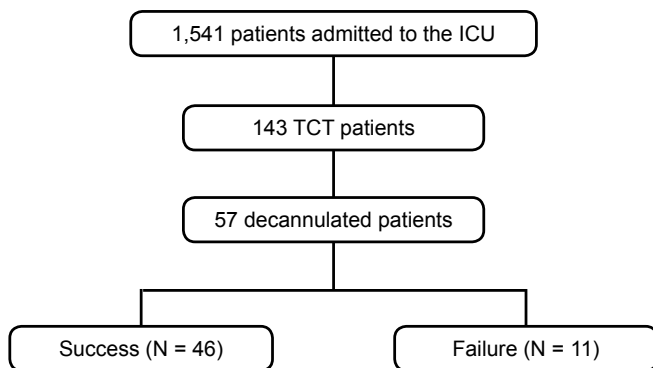 1,541 patients admitted to the ICU
143 TCT patients
57 decannulated patients
Success (N = 46)
Failure (N = 11)